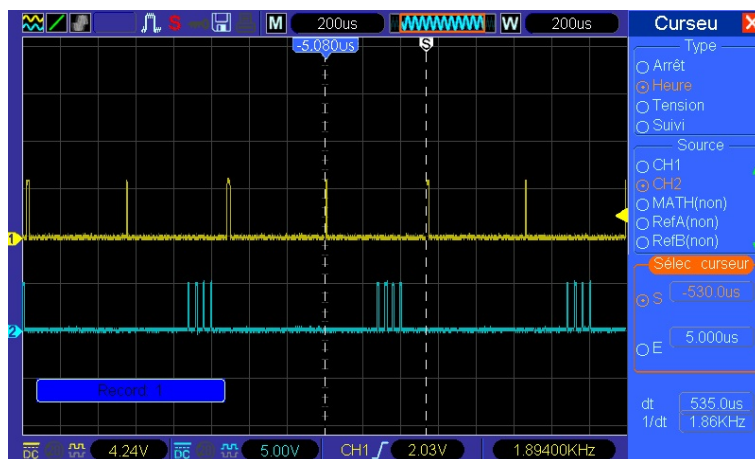 S M 200us W 200us
Curseu
-5.080us
S
Type
Arrêt
Heure
Tension
Suivi
Source
CH1
CH2
MATH(non)
RefA(non)
RefB(non)
1
2
Sélec curseur
S -530.0us
E 5.000us
Record 1
dt 535.0us
1/dt 1.86KHz
DC 4.24V DC 5.00V CH1 2.03V 1.89400KHz